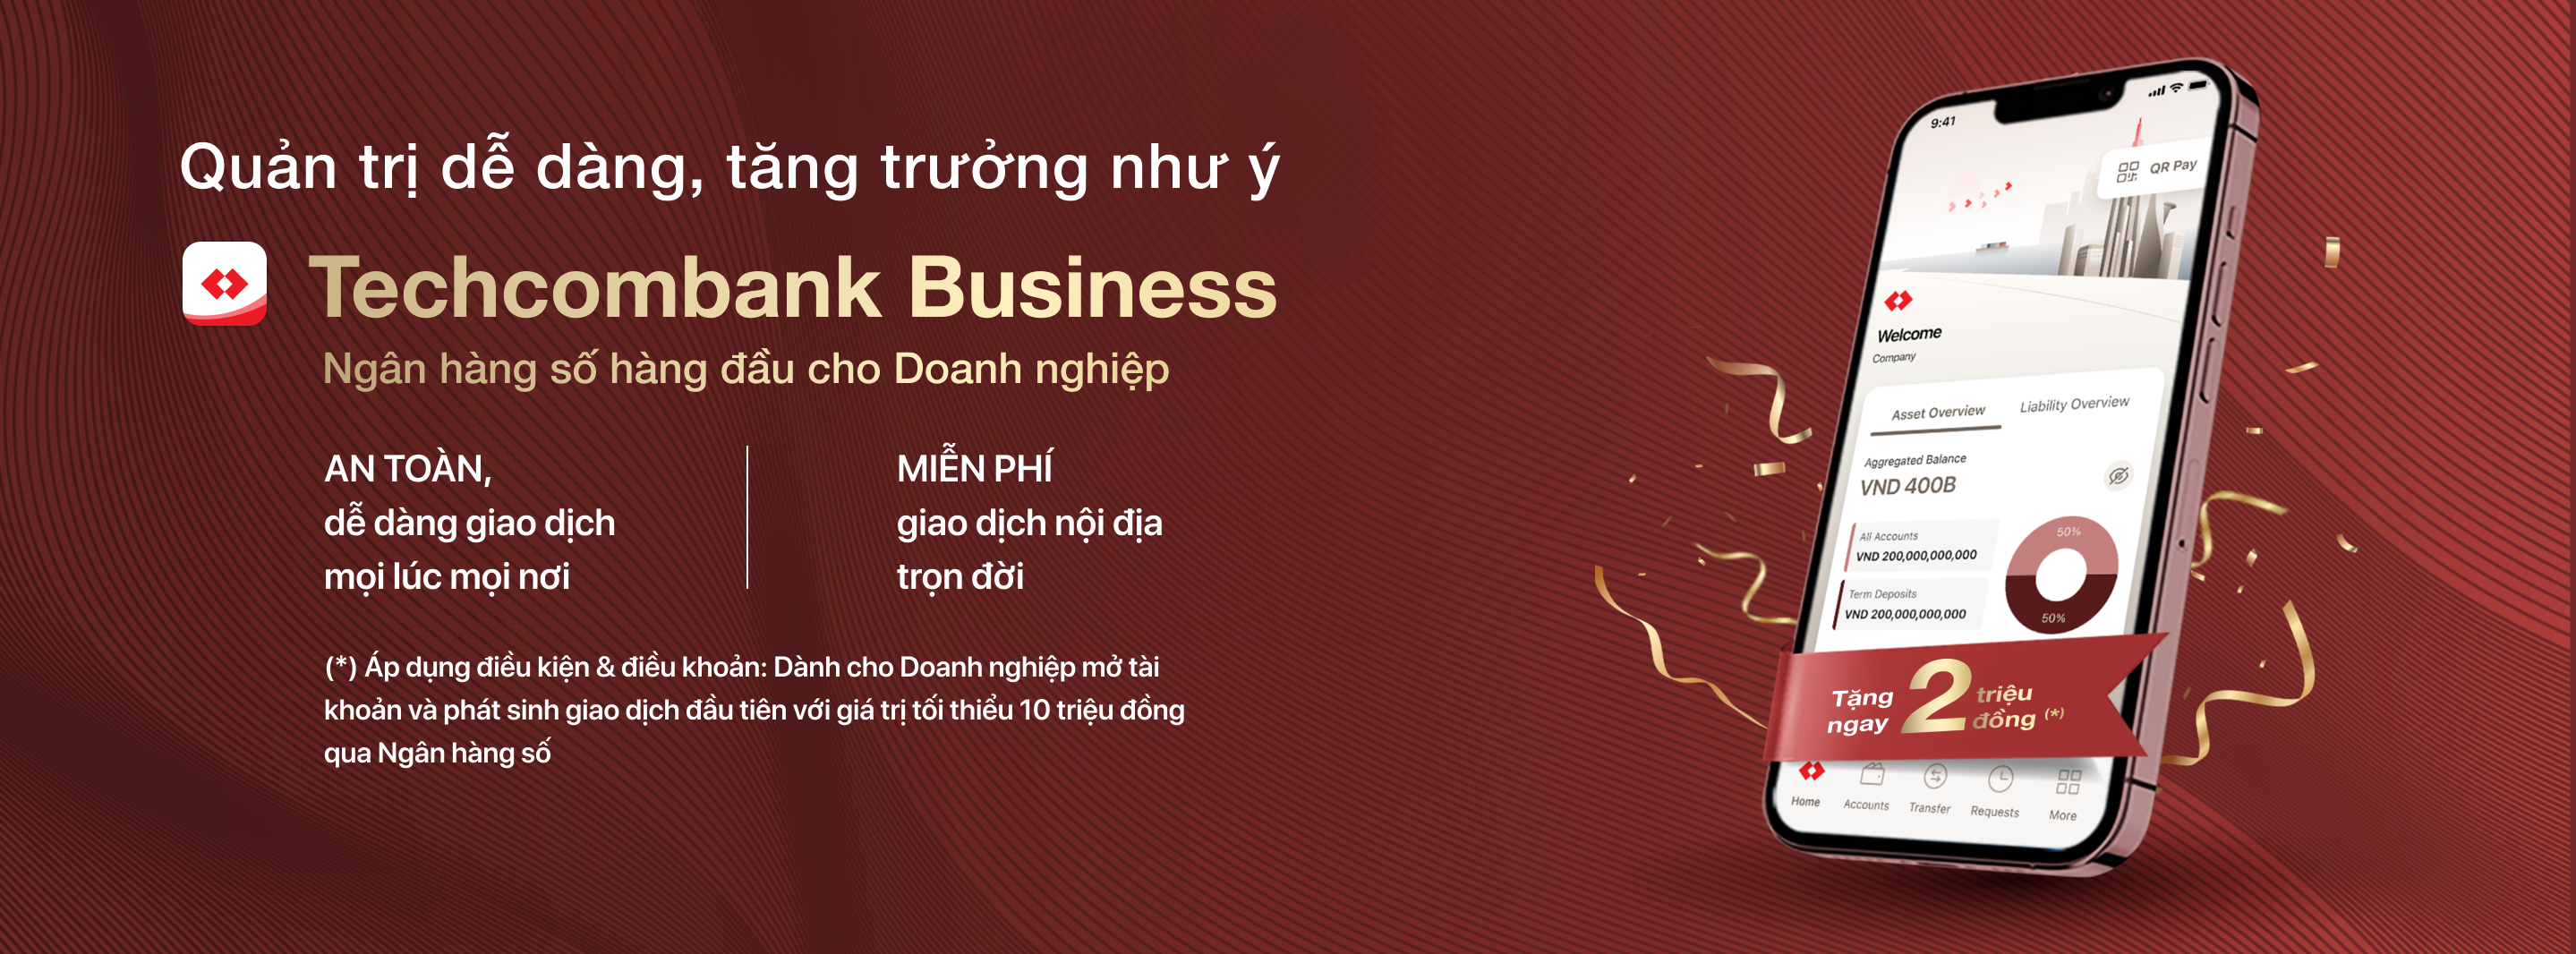 Quản trị dễ dàng, tăng trưởng như ý
Techcombank Business
Ngân hàng số hàng đầu cho Doanh nghiệp
AN TOÀN,
dễ dàng giao dịch
mọi lúc mọi nơi
MIỄN PHÍ
giao dịch nội địa
trọn đời
(*) Áp dụng điều kiện & điều khoản: Dành cho Doanh nghiệp mở tài
khoản và phát sinh giao dịch đầu tiên với giá trị tối thiểu 10 triệu đồng
qua Ngân hàng số
9:41
QR Pay
Welcome
Company
Asset Overview
Liability Overview
Aggregated Balance
VND 400B
All Accounts
VND 200,000,000,000
Term Deposits
VND 200,000,000,000
50%
50%
Tặng
ngay
2
triệu
đồng (*)
Home
Accounts
Transfer
Requests
More